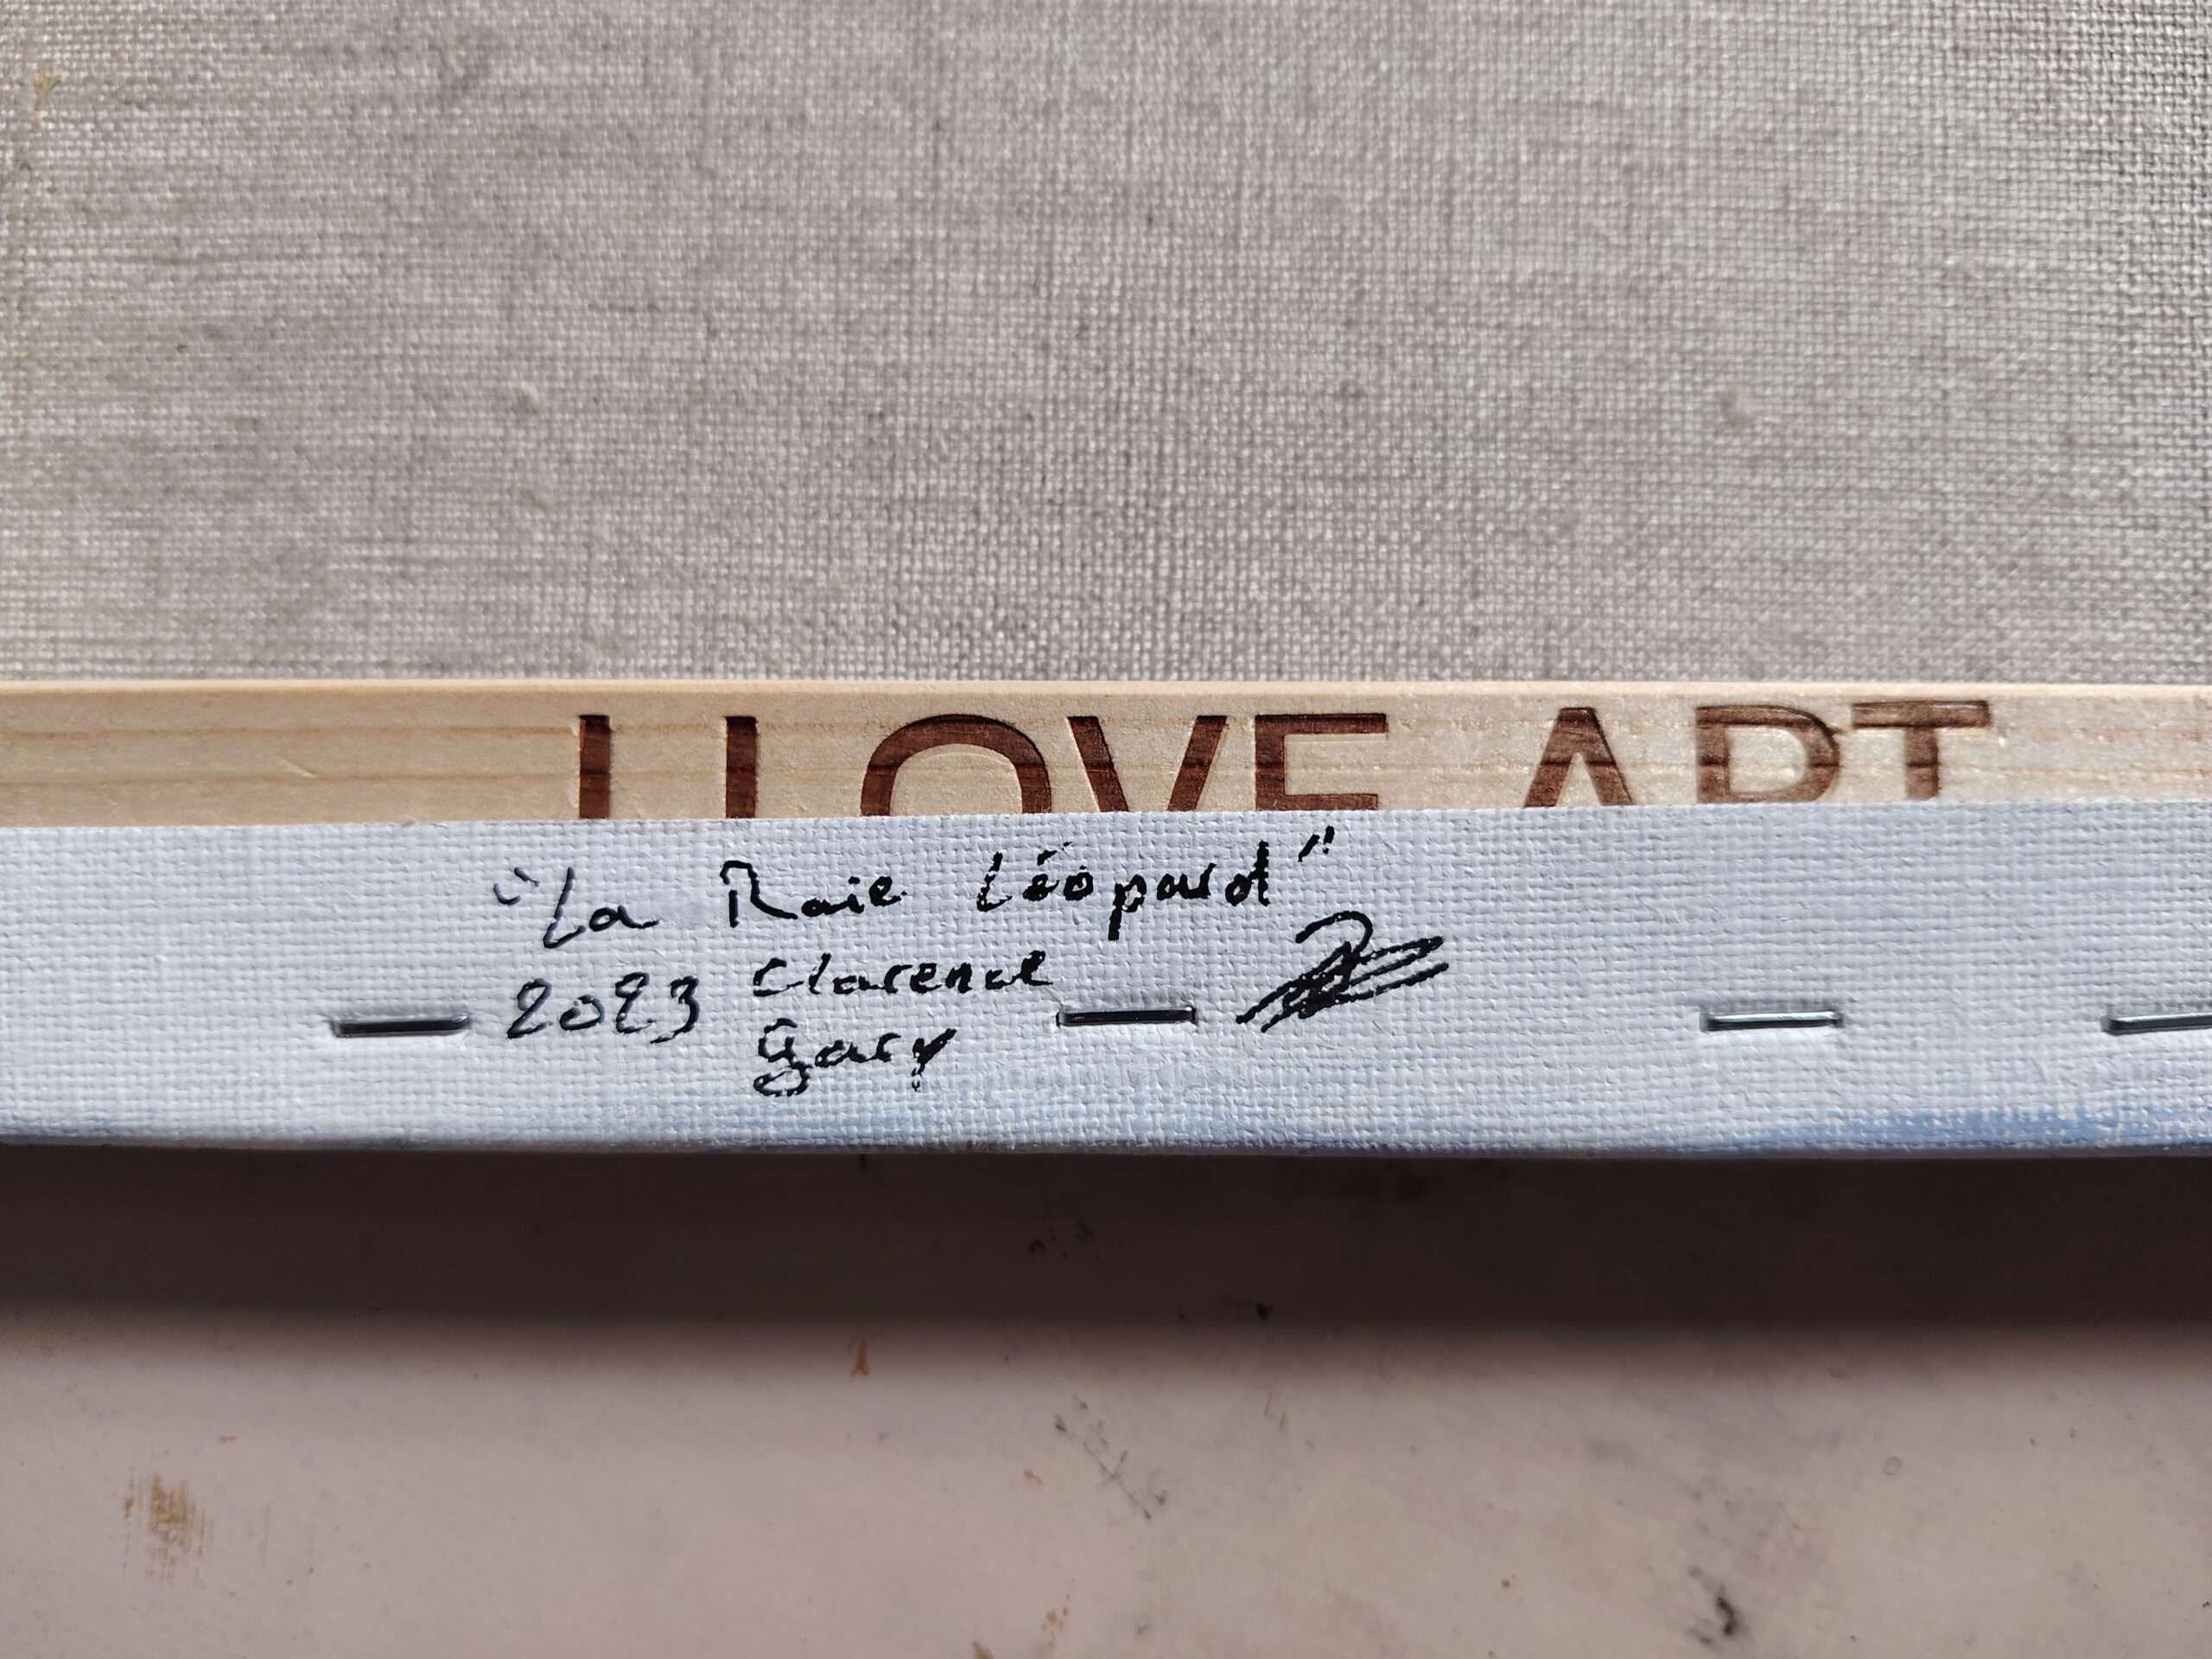 I LOVE ART
"La Raie Léopard"
2023 Clarence
Gary